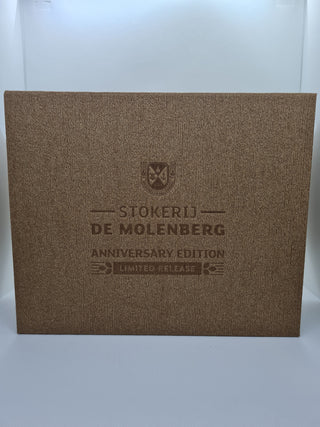 STOKERIJ
DE MOLENBERG
ANNIVERSARY EDITION
LIMITED RELEASE